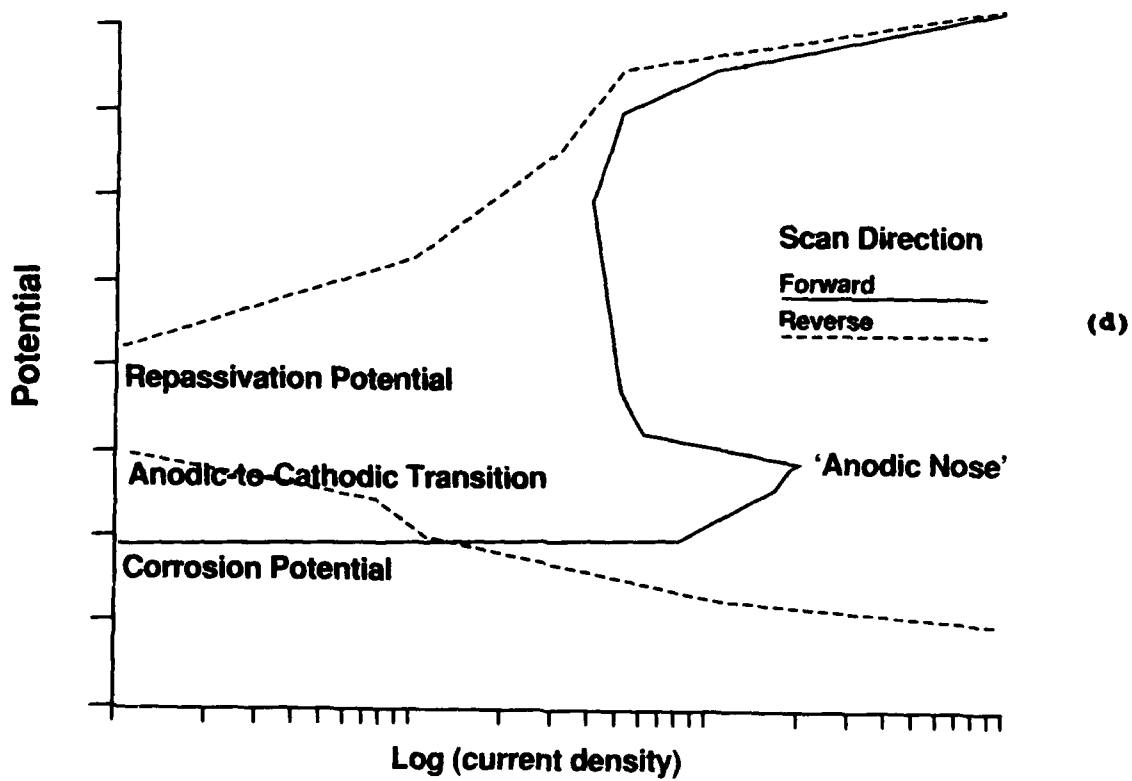 Potential
Scan Direction
Forward
Reverse
(d)
Repassivation Potential
Anodic-to-Cathodic Transition
'Anodic Nose'
Corrosion Potential
Log (current density)